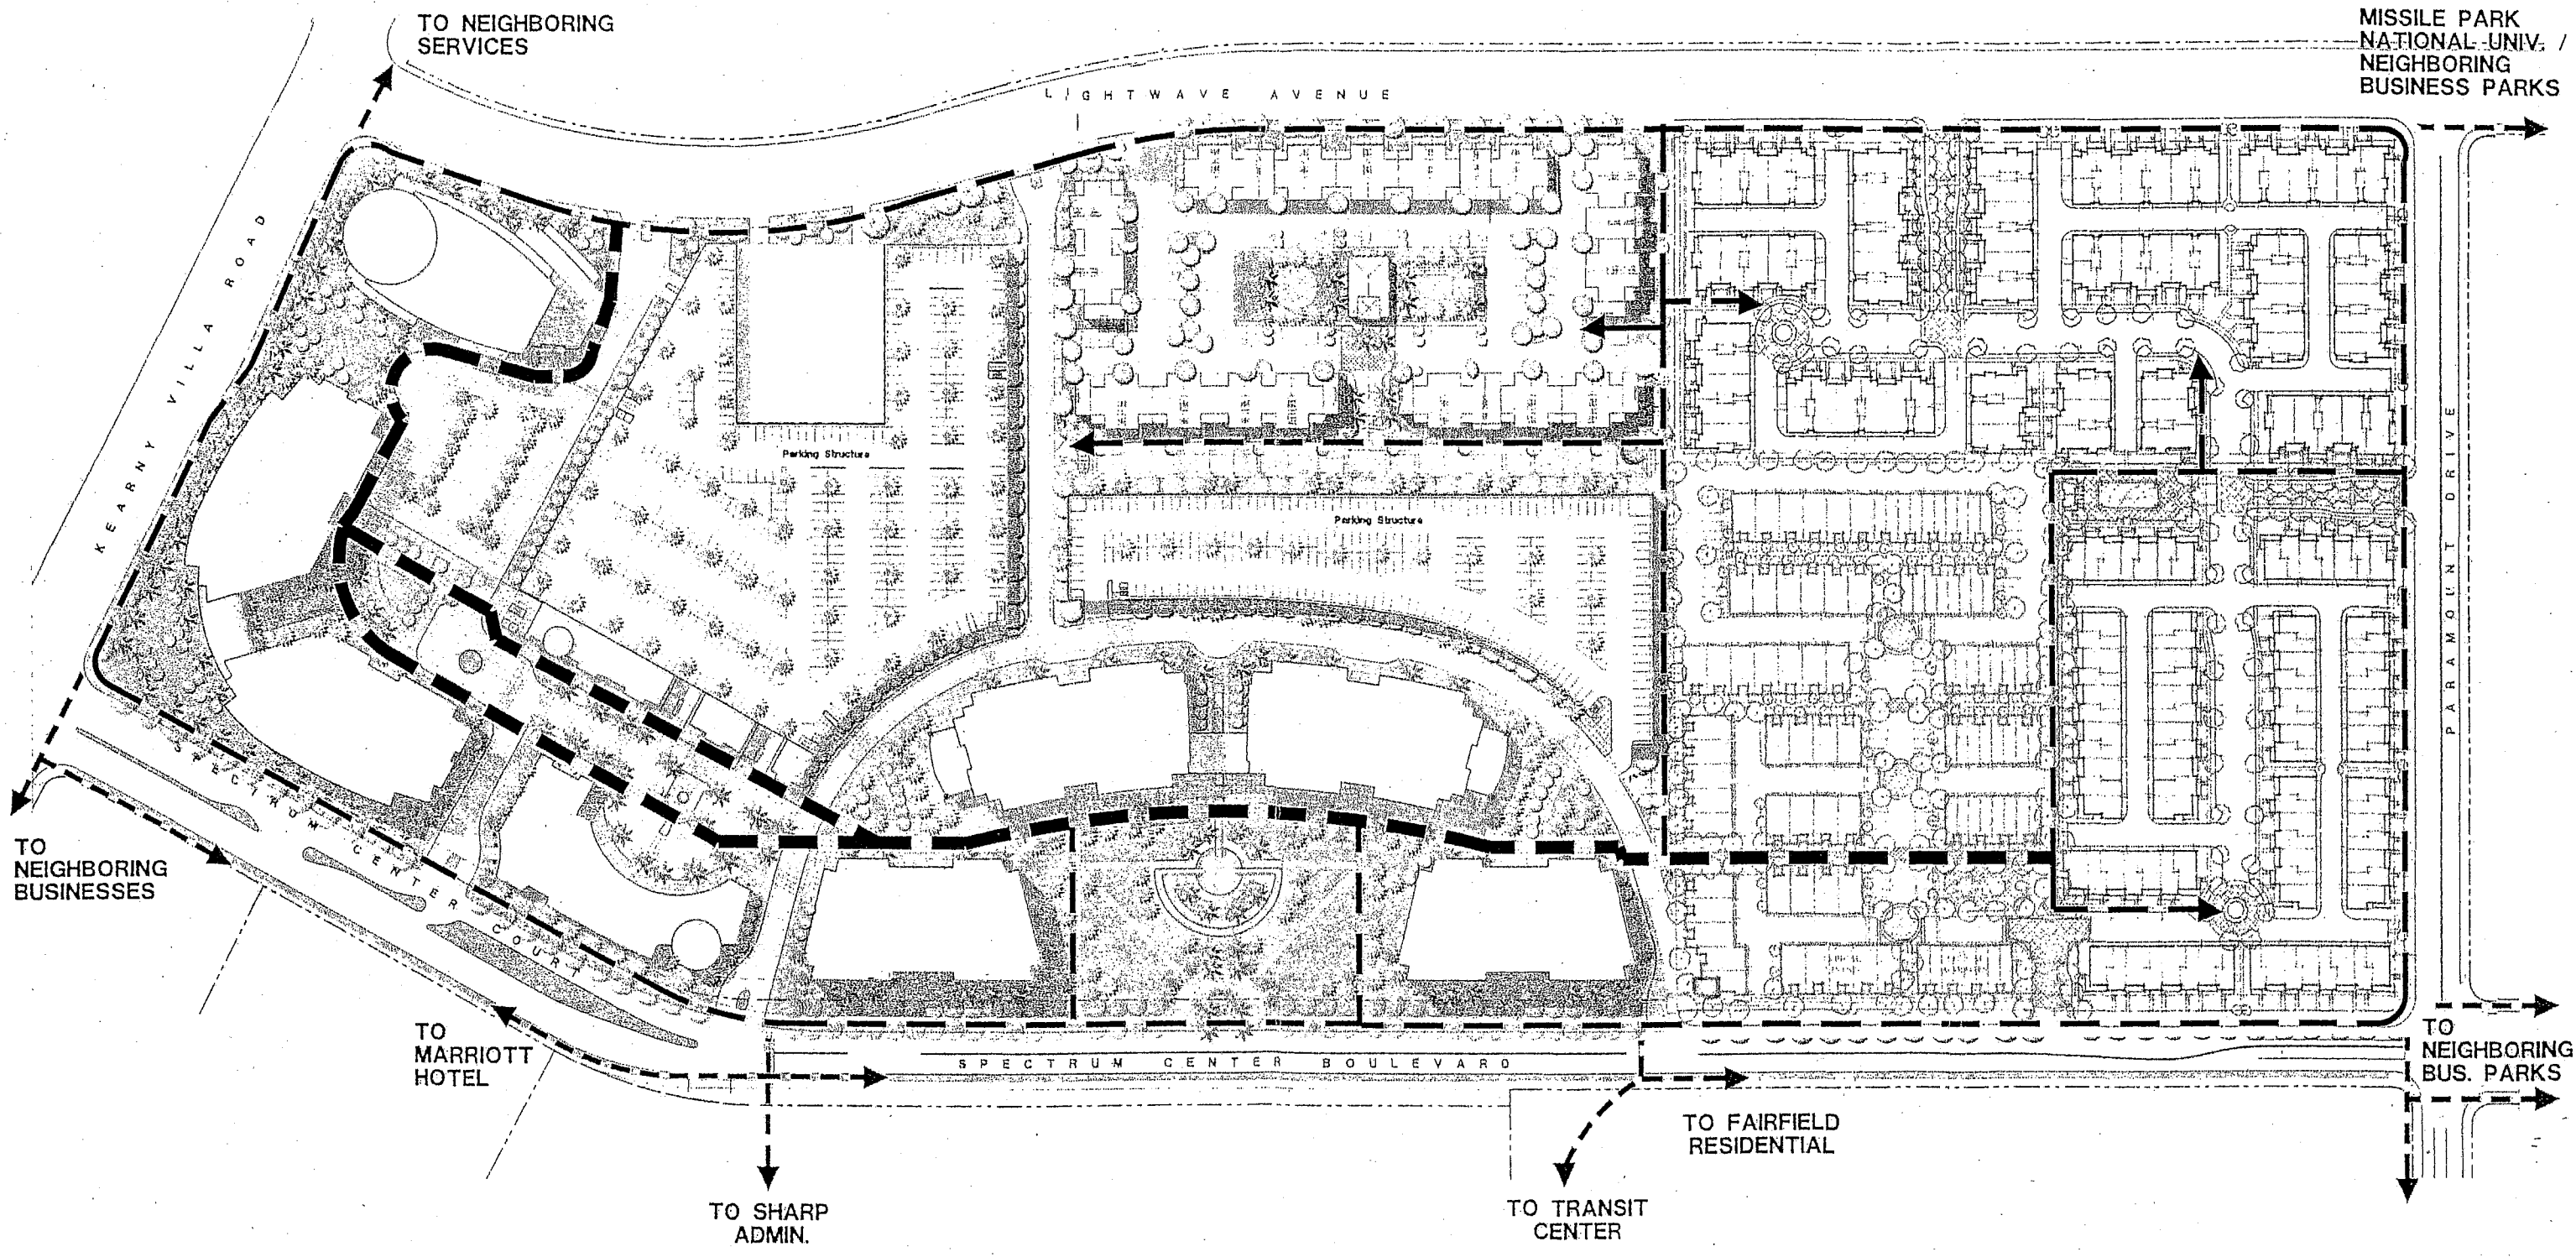 TO NEIGHBORING
SERVICES
MISSILE PARK
NATIONAL UNIV. /
NEIGHBORING
BUSINESS PARKS
LIGHTWAVE AVENUE
KEARNY VILLA ROAD
Parking Structure
Parking Structure
PARAMOUNT DRIVE
SPECTRUM CENTER COURT
TO
NEIGHBORING
BUSINESSES
TO
MARRIOTT
HOTEL
SPECTRUM CENTER BOULEVARD
TO
NEIGHBORING
BUS. PARKS
TO FAIRFIELD
RESIDENTIAL
TO SHARP
ADMIN.
TO TRANSIT
CENTER